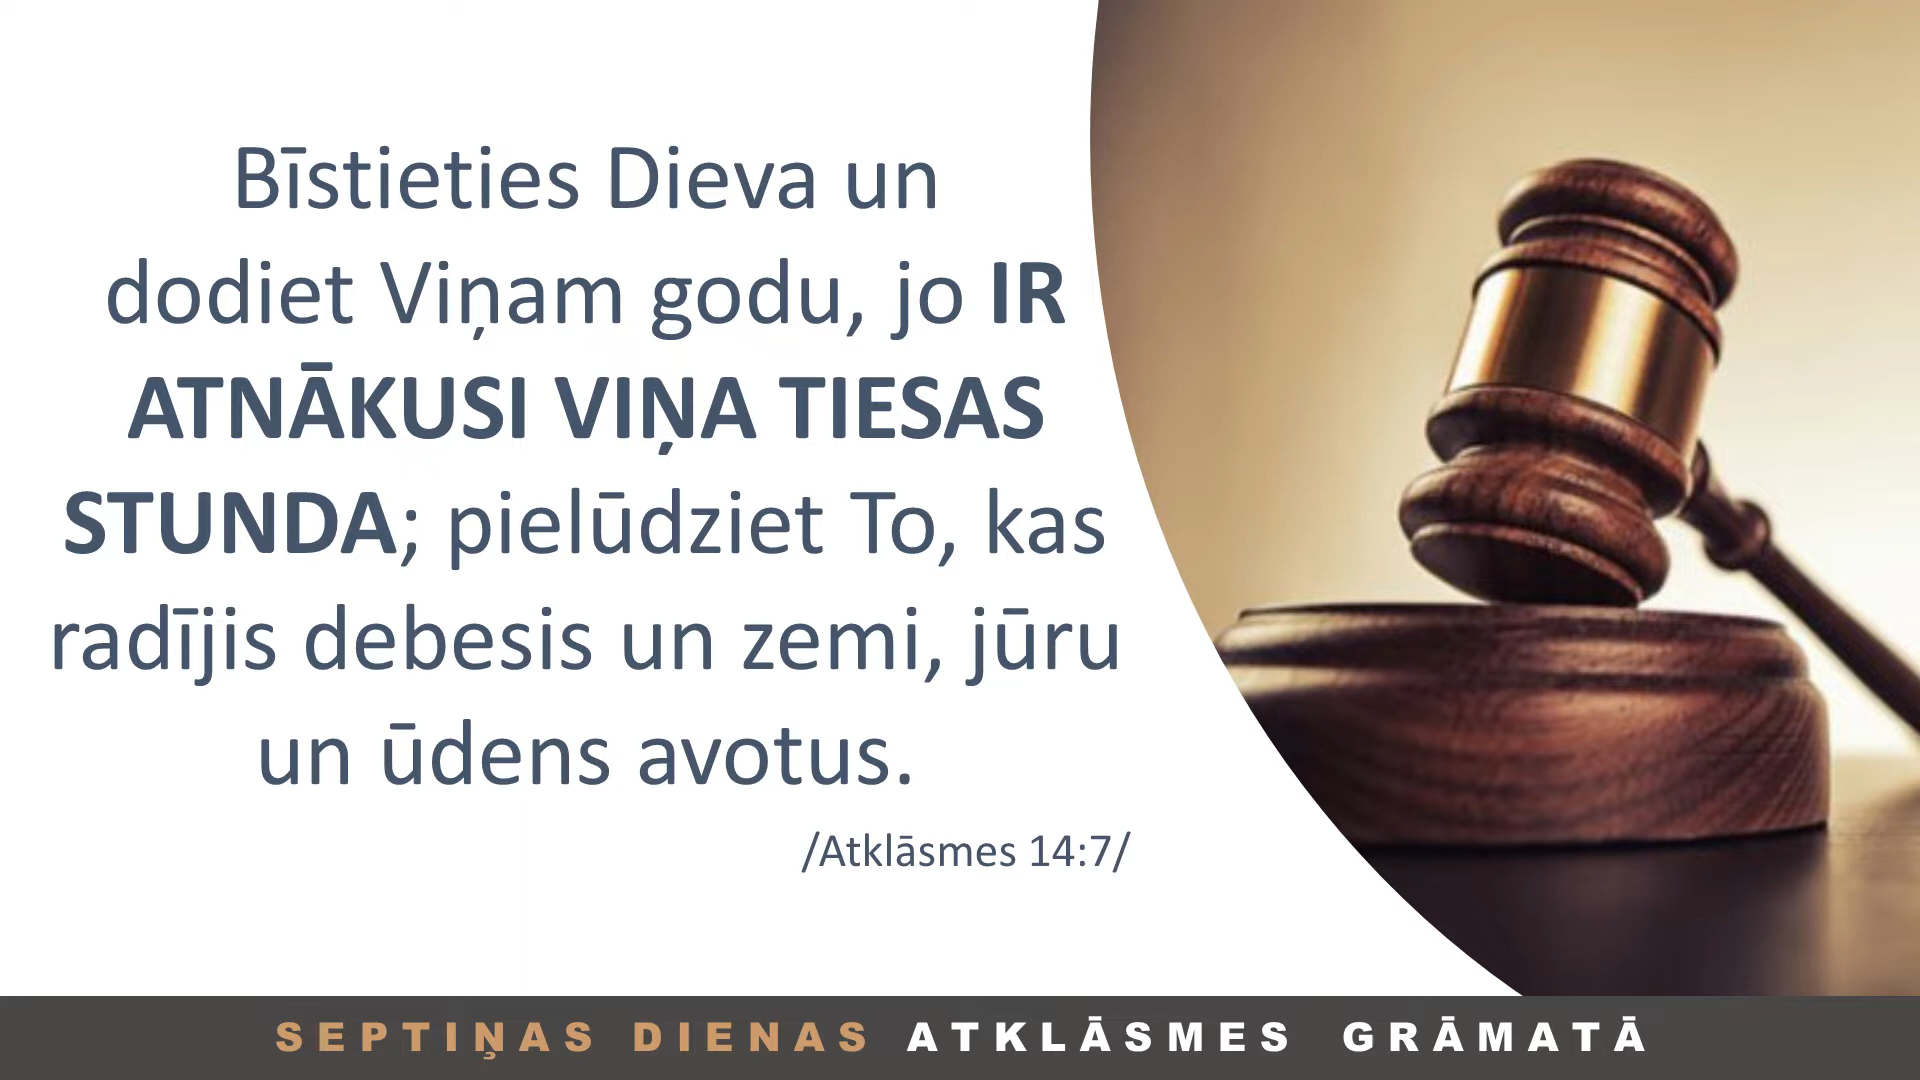 Bīstieties Dieva un
dodiet Viņam godu, jo IR
ATNĀKUSI VIŅA TIESAS
STUNDA; pielūdziet To, kas
radījis debesis un zemi, jūru
un ūdens avotus.
/Atklāsmes 14:7/
SEPTIŅAS DIENAS ATKLĀSMES GRĀMATĀ